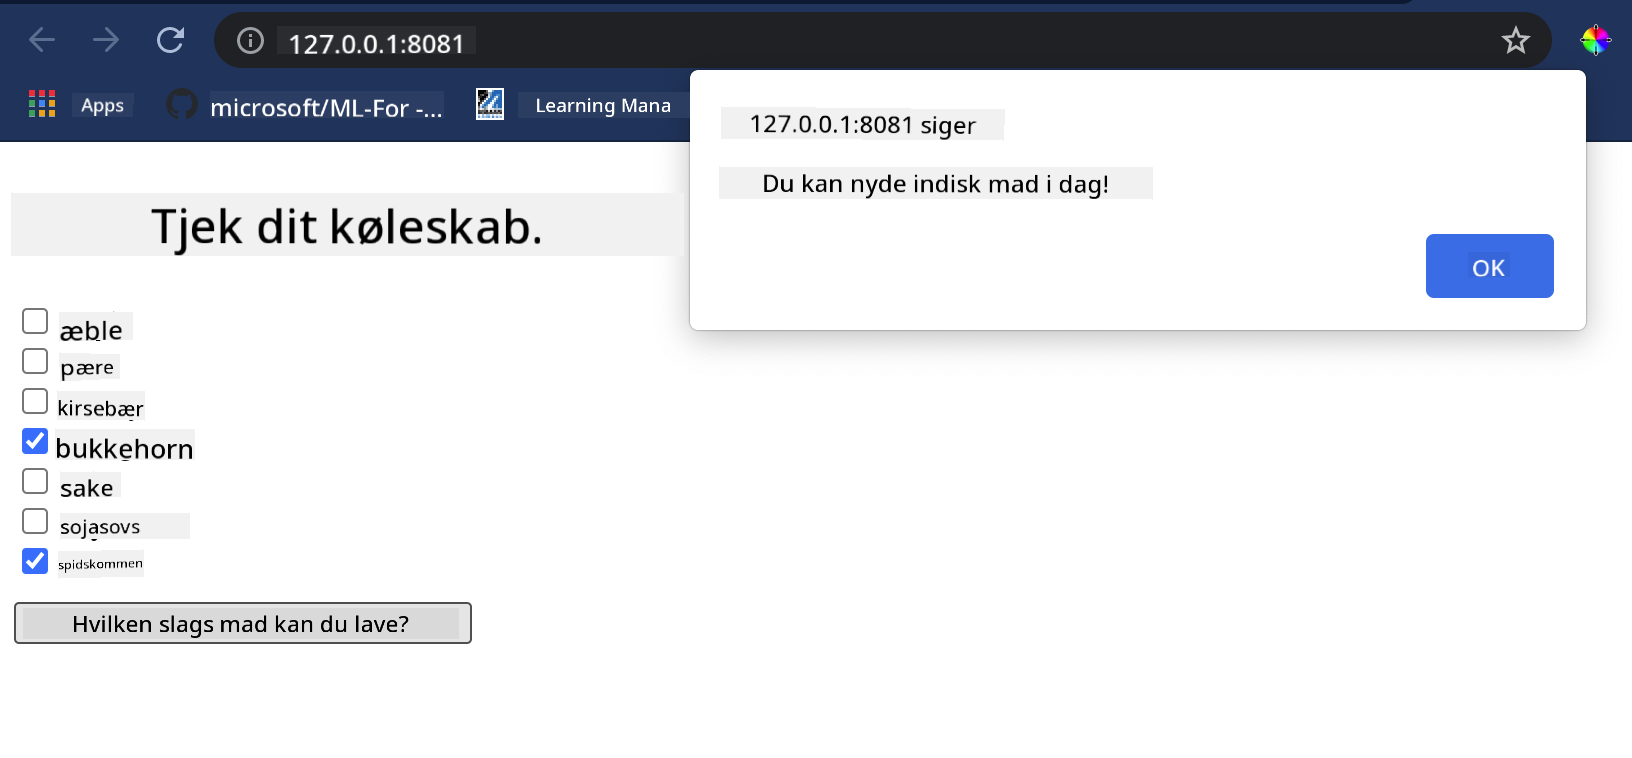 127.0.0.1:8081
Apps
microsoft/ML-For -...
Learning Mana
127.0.0.1:8081 siger
Du kan nyde indisk mad i dag!
OK
Tjek dit køleskab.
æble
pære
kirsebær
bukkehorn
sake
sojasovs
spidskommen
Hvilken slags mad kan du lave?